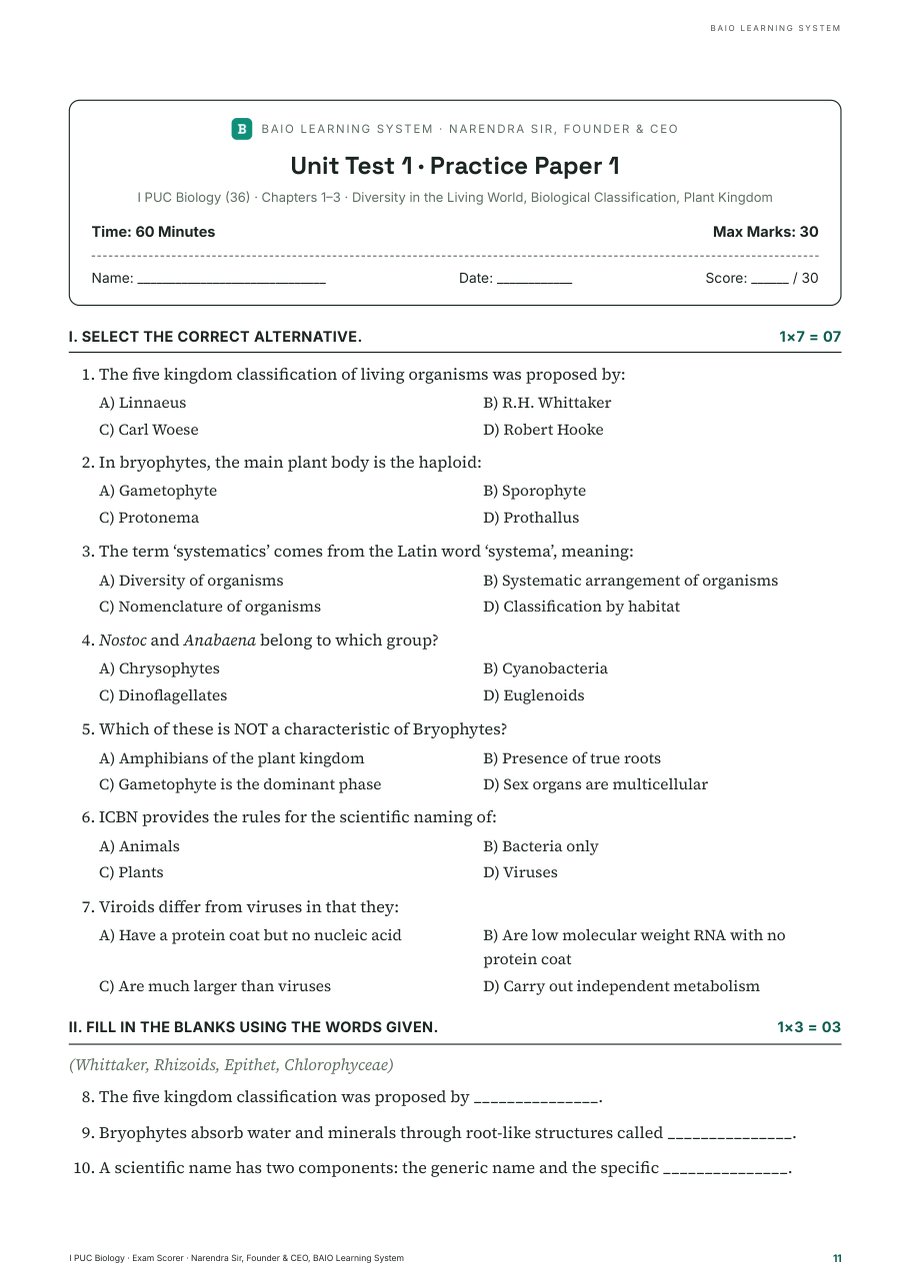 BAIO LEARNING SYSTEM
B BAIO LEARNING SYSTEM · NARENDRA SIR, FOUNDER & CEO
Unit Test 1 · Practice Paper 1
I PUC Biology (36) · Chapters 1–3 · Diversity in the Living World, Biological Classification, Plant Kingdom
Time: 60 Minutes Max Marks: 30
Name: ___________________________ Date: ___________ Score: _____ / 30
I. SELECT THE CORRECT ALTERNATIVE. 1×7 = 07
1. The five kingdom classification of living organisms was proposed by:
A) Linnaeus B) R.H. Whittaker
C) Carl Woese D) Robert Hooke
2. In bryophytes, the main plant body is the haploid:
A) Gametophyte B) Sporophyte
C) Protonema D) Prothallus
3. The term ‘systematics’ comes from the Latin word ‘systema’, meaning:
A) Diversity of organisms B) Systematic arrangement of organisms
C) Nomenclature of organisms D) Classification by habitat
4. Nostoc and Anabaena belong to which group?
A) Chrysophytes B) Cyanobacteria
C) Dinoflagellates D) Euglenoids
5. Which of these is NOT a characteristic of Bryophytes?
A) Amphibians of the plant kingdom B) Presence of true roots
C) Gametophyte is the dominant phase D) Sex organs are multicellular
6. ICBN provides the rules for the scientific naming of:
A) Animals B) Bacteria only
C) Plants D) Viruses
7. Viroids differ from viruses in that they:
A) Have a protein coat but no nucleic acid B) Are low molecular weight RNA with no
protein coat
C) Are much larger than viruses D) Carry out independent metabolism
II. FILL IN THE BLANKS USING THE WORDS GIVEN. 1×3 = 03
(Whittaker, Rhizoids, Epithet, Chlorophyceae)
8. The five kingdom classification was proposed by _______________.
9. Bryophytes absorb water and minerals through root-like structures called _______________.
10. A scientific name has two components: the generic name and the specific _______________.
I PUC Biology · Exam Scorer · Narendra Sir, Founder & CEO, BAIO Learning System 11